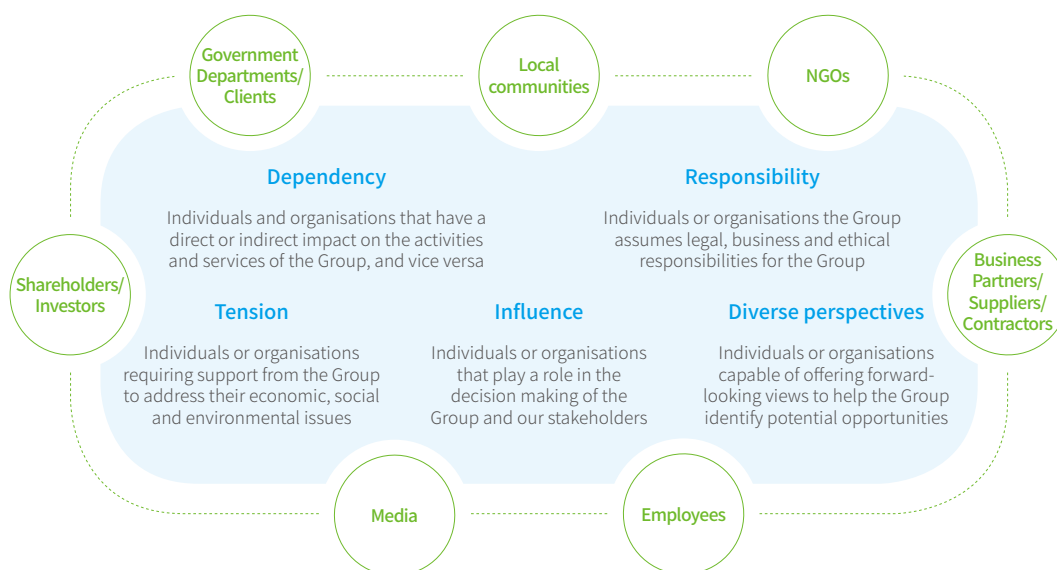 Government
Departments/
Clients
Local
communities
NGOs
Dependency
Individuals and organisations that have a
direct or indirect impact on the activities
and services of the Group, and vice versa
Responsibility
Individuals or organisations the Group
assumes legal, business and ethical
responsibilities for the Group
Shareholders/
Investors
Business
Partners/
Suppliers/
Contractors
Tension
Individuals or organisations
requiring support from the Group
to address their economic, social
and environmental issues
Influence
Individuals or organisations
that play a role in the
decision making of the
Group and our stakeholders
Diverse perspectives
Individuals or organisations
capable of offering forward-
looking views to help the Group
identify potential opportunities
Media
Employees